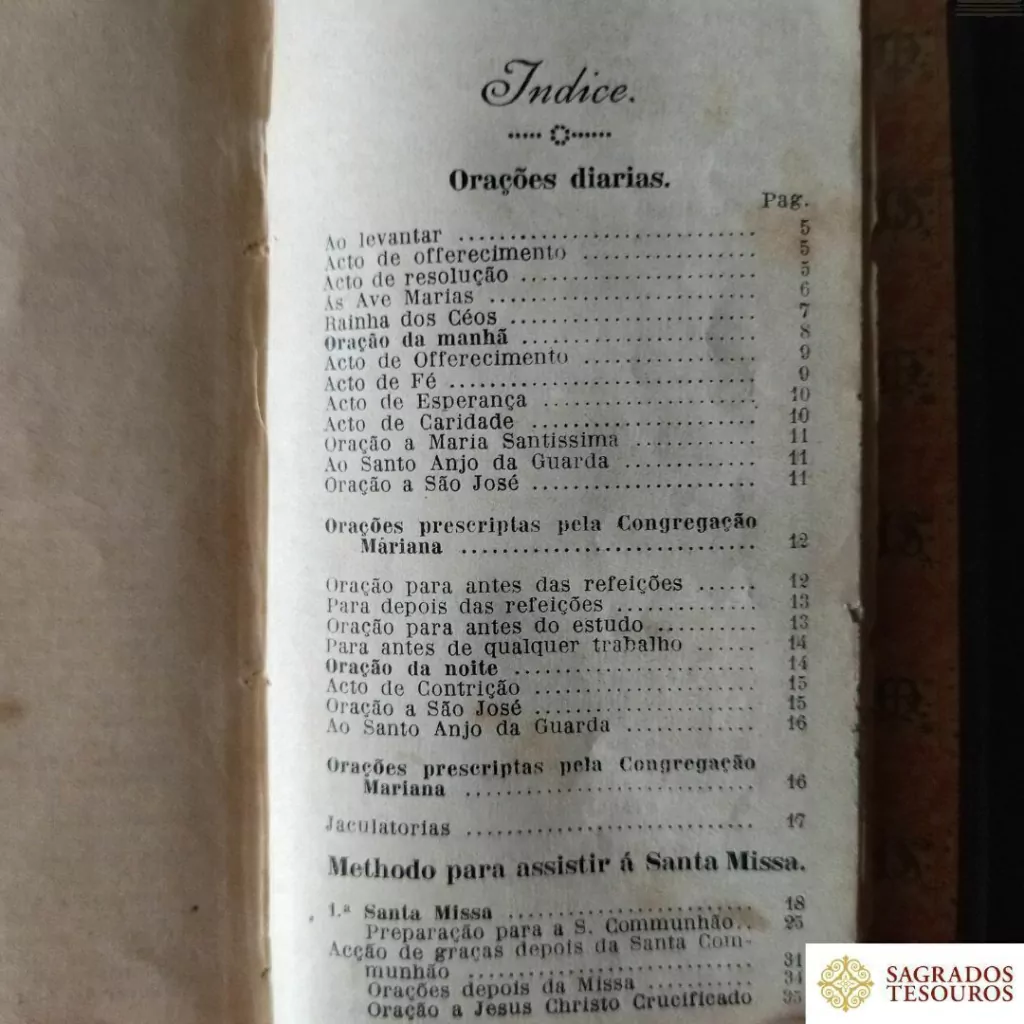 Indice.
Orações diarias.
Pag.
Ao levantar ........................................ 5
Acto de offerecimento ........................ 5
Acto de resolução .............................. 5
As Ave Marias .................................. 6
Rainha dos Céos ............................... 7
Oração da manhã .............................. 8
Acto de Offerecimento ........................ 9
Acto de Fé ....................................... 9
Acto de Esperança ............................. 10
Acto de Caridade ............................... 10
Oração a Maria Santissima .................. 11
Ao Santo Anjo da Guarda .................... 11
Oração a São José ............................. 11
Orações prescriptas pela Congregação
Máriana ........................................... 12
Oração para antes das refeições ...... 12
Para depois das refeições .................. 13
Oração para antes do estudo .............. 13
Para antes de qualquer trabalho ...... 14
Oração da noite ................................ 14
Acto de Contrição .............................. 15
Oração a São José ............................. 15
Ao Santo Anjo da Guarda .................... 16
Orações prescriptas pela Congregação
Mariana ........................................... 16
Jaculatorias ...................................... 17
Methodo para assistir á Santa Missa.
1.ª Santa Missa ................................. 18
Preparação para a S. Communhão.. 25
Acção de graças depois da Santa Com-
munhão ........................................... 31
Orações depois da Missa .................... 34
Oração a Jesus Christo Crucificado 35
SAGRADOS
TESOUROS